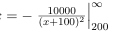 = − 10000/(x+100)² |∞ 200